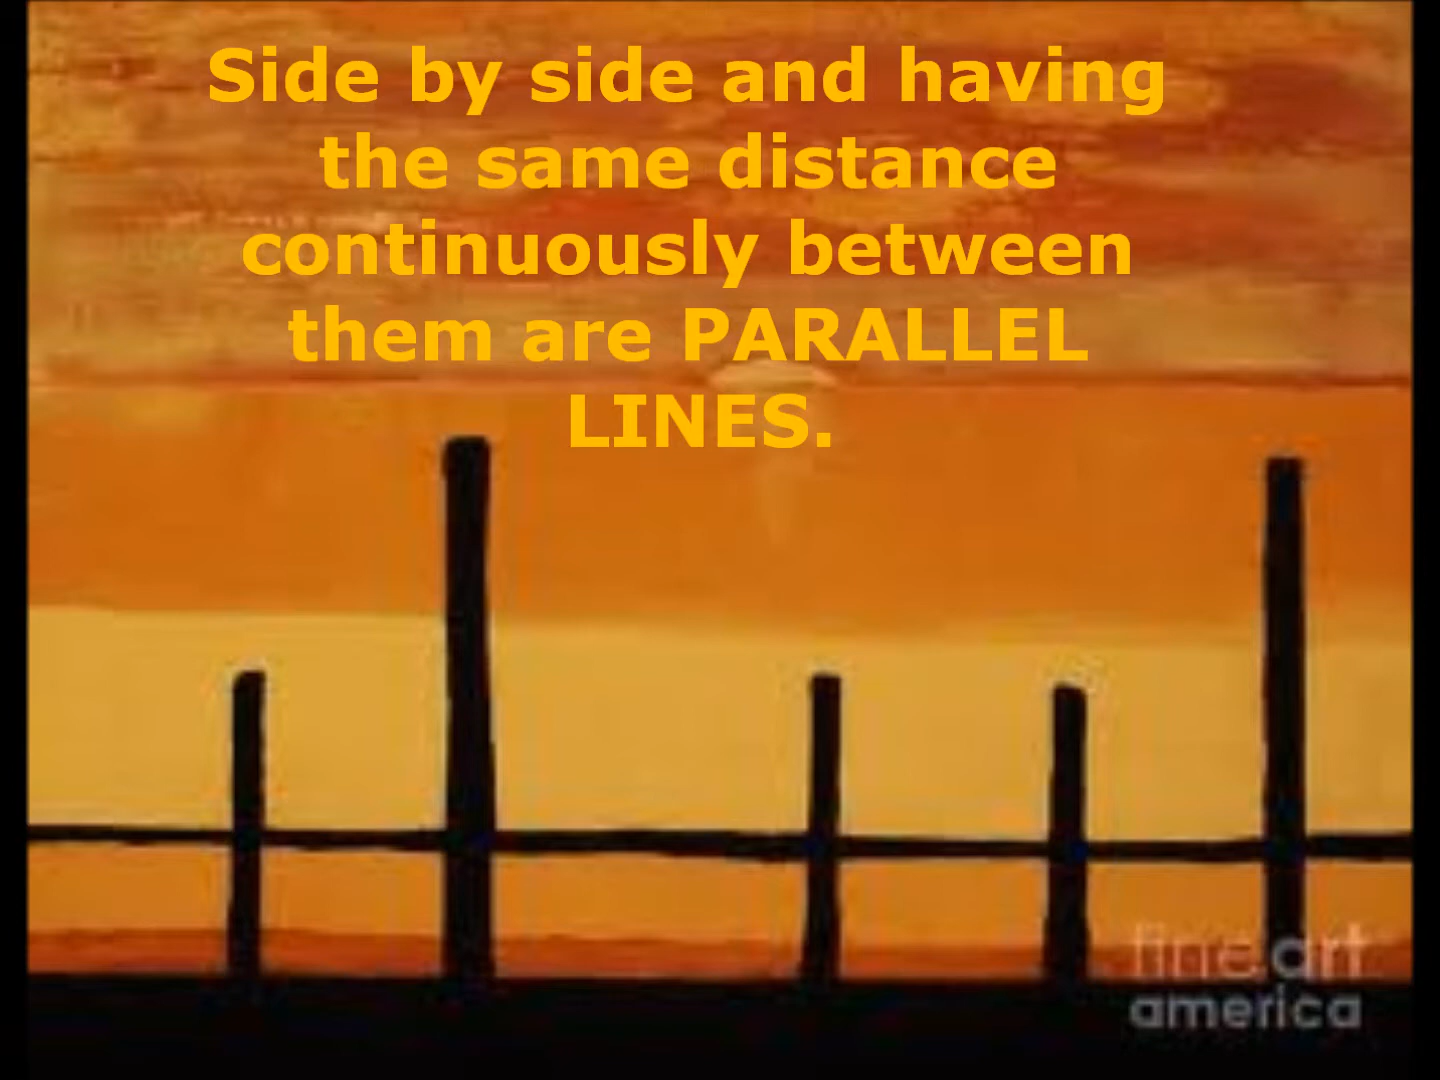 Side by side and having
the same distance
continuously between
them are PARALLEL
LINES.
fine art
america